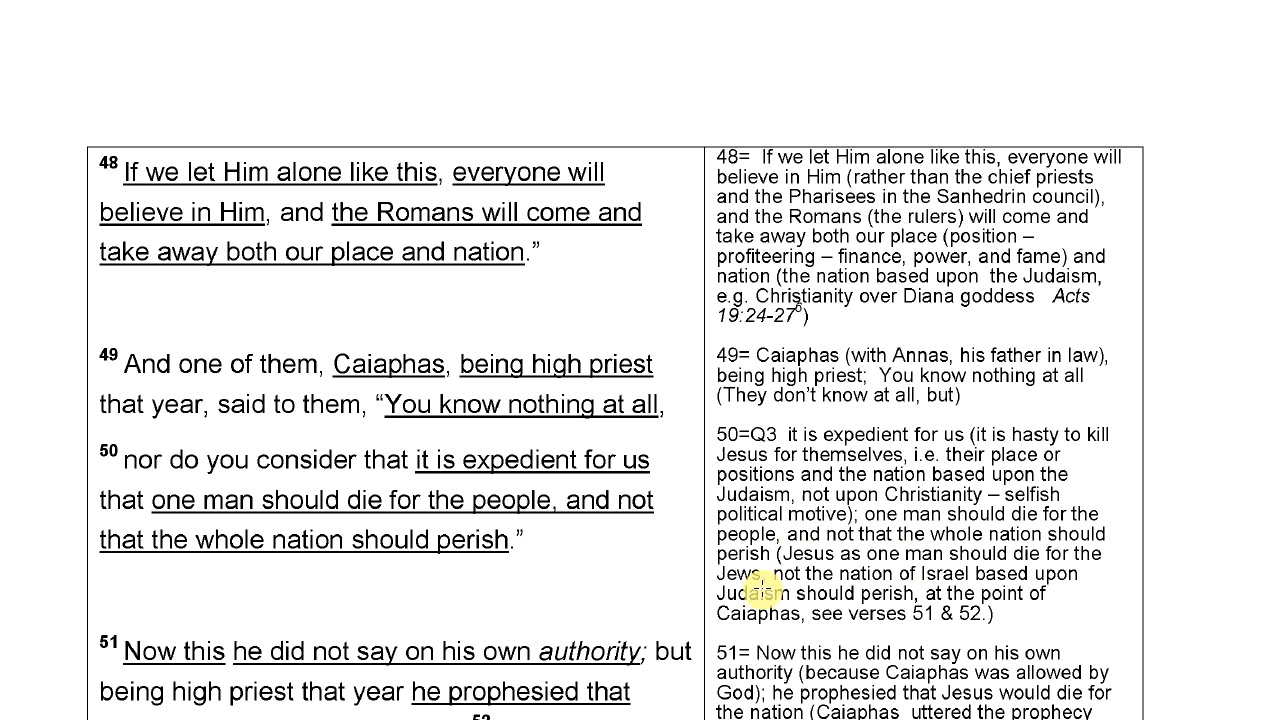 48 If we let Him alone like this, everyone will
believe in Him, and the Romans will come and
take away both our place and nation.”
49 And one of them, Caiaphas, being high priest
that year, said to them, “You know nothing at all,
50 nor do you consider that it is expedient for us
that one man should die for the people, and not
that the whole nation should perish.”
51 Now this he did not say on his own authority; but
being high priest that year he prophesied that
52
48=  If we let Him alone like this, everyone will
believe in Him (rather than the chief priests
and the Pharisees in the Sanhedrin council),
and the Romans (the rulers) will come and
take away both our place (position –
profiteering – finance, power, and fame) and
nation (the nation based upon  the Judaism,
e.g. Christianity over Diana goddess   Acts
19:24-276)
49= Caiaphas (with Annas, his father in law),
being high priest;  You know nothing at all
(They don’t know at all, but)
50=Q3  it is expedient for us (it is hasty to kill
Jesus for themselves, i.e. their place or
positions and the nation based upon the
Judaism, not upon Christianity – selfish
political motive); one man should die for the
people, and not that the whole nation should
perish (Jesus as one man should die for the
Jews, not the nation of Israel based upon
Judaism should perish, at the point of
Caiaphas, see verses 51 & 52.)
51= Now this he did not say on his own
authority (because Caiaphas was allowed by
God); he prophesied that Jesus would die for
the nation (Caiaphas  uttered the prophecy